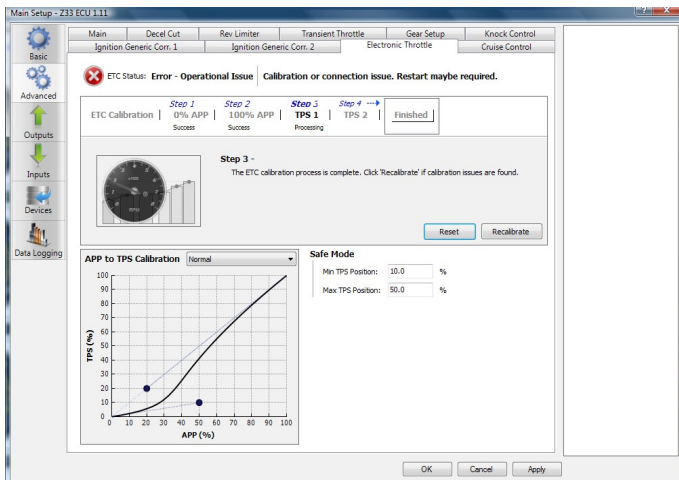 Main Setup - Z33 ECU 1.11
Basic
Advanced
Outputs
Inputs
Devices
Data Logging
Main Decel Cut Rev Limiter Transient Throttle Gear Setup Knock Control
Ignition Generic Corr. 1 Ignition Generic Corr. 2 Electronic Throttle Cruise Control
ETC Status: Error - Operational Issue Calibration or connection issue. Restart maybe required.
Step 1 Step 2 Step 3 Step 4
ETC Calibration 0% APP 100% APP TPS 1 TPS 2 Finished
Success Success Processing
Step 3 -
The ETC calibration process is complete. Click 'Recalibrate' if calibration issues are found.
Reset Recalibrate
APP to TPS Calibration Normal
100
90
80
70
60
50
40
30
20
10
0
TPS (%)
0 10 20 30 40 50 60 70 80 90 100
APP (%)
Safe Mode
Min TPS Position: 10.0 %
Max TPS Position: 50.0 %
OK Cancel Apply